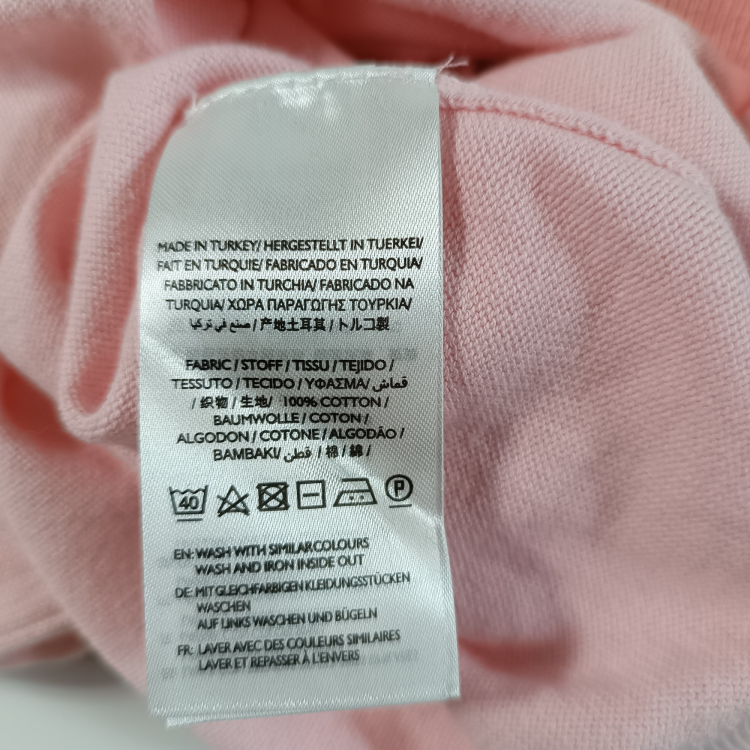 MADE IN TURKEY/ HERGESTELLT IN TUERKEI/
FAIT EN TURQUIE/ FABRICADO EN TURQUIA/
FABBRICATO IN TURCHIA/ FABRICADO NA
TURQUIA/ ΧΩΡΑ ΠΑΡΑΓΩΓΗΣ ΤΟΥΡΚΙΑ/
صنع في تركيا / 产地土耳其 / トルコ製
FABRIC / STOFF / TISSU / TEJIDO /
TESSUTO / TECIDO / ΥΦΑΣΜΑ/ قماش
/ 织物 / 生地/ 100% COTTON /
BAUMWOLLE / COTON /
ALGODON / COTONE / ALGODÃO /
ΒΑΜΒΑΚΙ/ قطن / 棉 / 綿 /
40 P
EN: WASH WITH SIMILAR COLOURS
WASH AND IRON INSIDE OUT
DE: MIT GLEICHFARBIGEN KLEIDUNGSSTÜCKEN
WASCHEN
AUF LINKS WASCHEN UND BÜGELN
FR: LAVER AVEC DES COULEURS SIMILAIRES
LAVER ET REPASSER À L'ENVERS